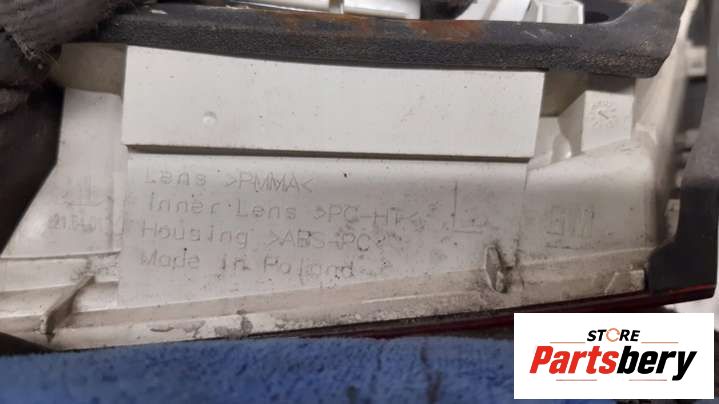 Lens >PMMA<
Inner Lens >PC-HT<
Housing >ABS-PC<
Made in Poland
STORE
Partsbery